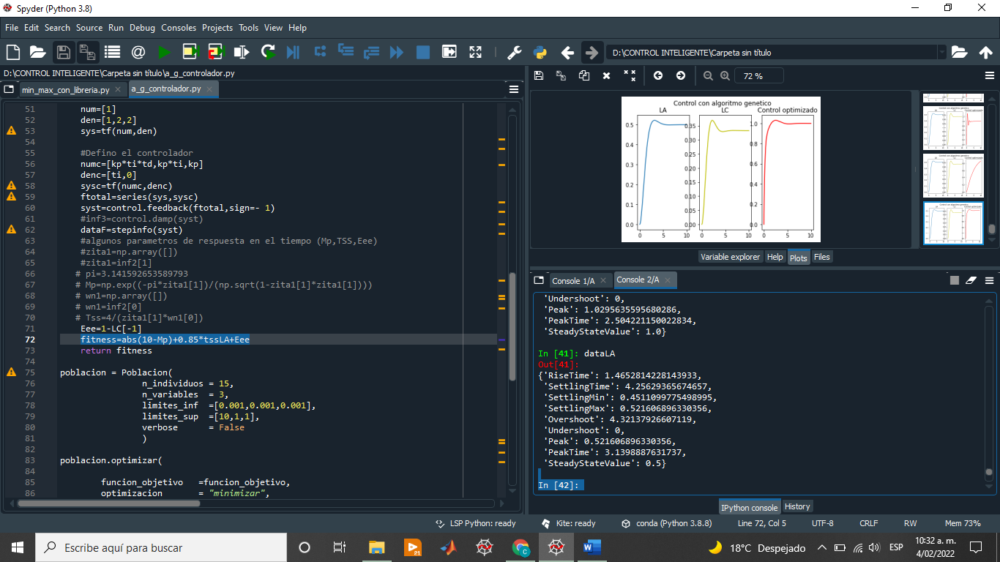 Spyder (Python 3.8)
File Edit Search Source Run Debug Consoles Projects Tools View Help
D:\CONTROL INTELIGENTE\Carpeta sin título
D:\CONTROL INTELIGENTE\Carpeta sin título\a_g_controlador.py
min_max_con_libreria.py
a_g_controlador.py
51 num=[1]
52 den=[1,2,2]
53 sys=tf(num,den)
54
55 #Defino el controlador
56 numc=[kp*ti*td,kp*ti,kp]
57 denc=[ti,0]
58 sysc=tf(numc,denc)
59 ftotal=series(sys,sysc)
60 syst=control.feedback(ftotal,sign=- 1)
61 #inf3=control.damp(syst)
62 dataF=stepinfo(syst)
63 #algunos parametros de respuesta en el tiempo (Mp,TSS,Eee)
64 #zita1=np.array([])
65 #zita1=inf2[1]
66 # pi=3.141592653589793
67 # Mp=np.exp((-pi*zita1[1])/(np.sqrt(1-zita1[1]*zita1[1])))
68 # wn1=np.array([])
69 # wn1=inf2[0]
70 # Tss=4/(zita1[1]*wn1[0])
71 Eee=1-LC[-1]
72 fitness=abs(10-Mp)+0.85*tssLA+Eee
73 return fitness
74
75 poblacion = Poblacion(
76 n_individuos = 15,
77 n_variables = 3,
78 limites_inf =[0.001,0.001,0.001],
79 limites_sup =[10,1,1],
80 verbose = False
81 )
82
83 poblacion.optimizar(
84
85 funcion_objetivo =funcion_objetivo,
86 optimizacion = "minimizar",
72 %
Control con algoritmo genetico
LA LC Control optimizado
0.5
0.4
0.3
0.2
0.1
0.0
0 5 10
0.35
0.30
0.25
0.20
0.15
0.10
0.05
0.00
0 5 10
1.0
0.8
0.6
0.4
0.2
0.0
0 5 10
Variable explorer Help Plots Files
Console 1/A Console 2/A
'Undershoot': 0,
'Peak': 1.0295635595680286,
'PeakTime': 2.504221150022834,
'SteadyStateValue': 1.0}
In [41]: dataLA
Out[41]:
{'RiseTime': 1.4652814228143933,
'SettlingTime': 4.25629365674657,
'SettlingMin': 0.4511099775498995,
'SettlingMax': 0.521606896330356,
'Overshoot': 4.32137926607119,
'Undershoot': 0,
'Peak': 0.521606896330356,
'PeakTime': 3.1398887631737,
'SteadyStateValue': 0.5}
In [42]:
IPython console History
LSP Python: ready Kite: ready conda (Python 3.8.8) Line 72, Col 5 UTF-8 CRLF RW Mem 73%
Escribe aquí para buscar
18°C Despejado
ESP
10:32 a. m.
4/02/2022